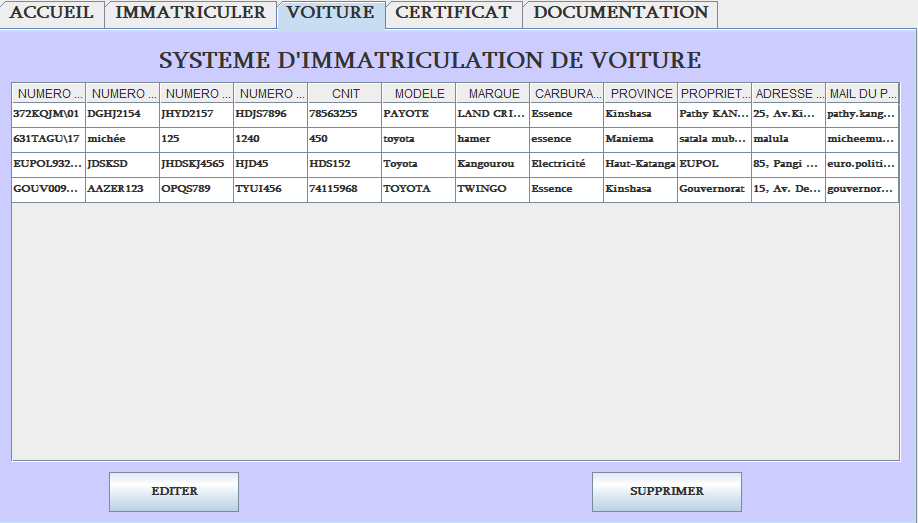 ACCUEIL IMMATRICULER VOITURE CERTIFICAT DOCUMENTATION
SYSTEME D'IMMATRICULATION DE VOITURE
NUMERO ... NUMERO ... NUMERO ... NUMERO ... CNIT MODELE MARQUE CARBURA... PROVINCE PROPRIET... ADRESSE ... MAIL DU P...
372KQJM\01 DGHJ2154 JHYD2157 HDJS7896 78563255 PAYOTE LAND CRI... Essence Kinshasa Pathy KAN... 25, Av.Ki... pathy.kang...
631TAGU\17 michée 125 1240 450 toyota hamer essence Maniema satala mub... malula micheemu...
EUPOL932... JDSKSD JHDSKJ4565 HJD45 HDS152 Toyota Kangourou Electricité Haut-Katanga EUPOL 85, Pangi ... euro.politi...
GOUV009... AAZER123 OPQS789 TYUI456 74115968 TOYOTA TWINGO Essence Kinshasa Gouvernorat 15, Av. De... gouvernor...
EDITER SUPPRIMER